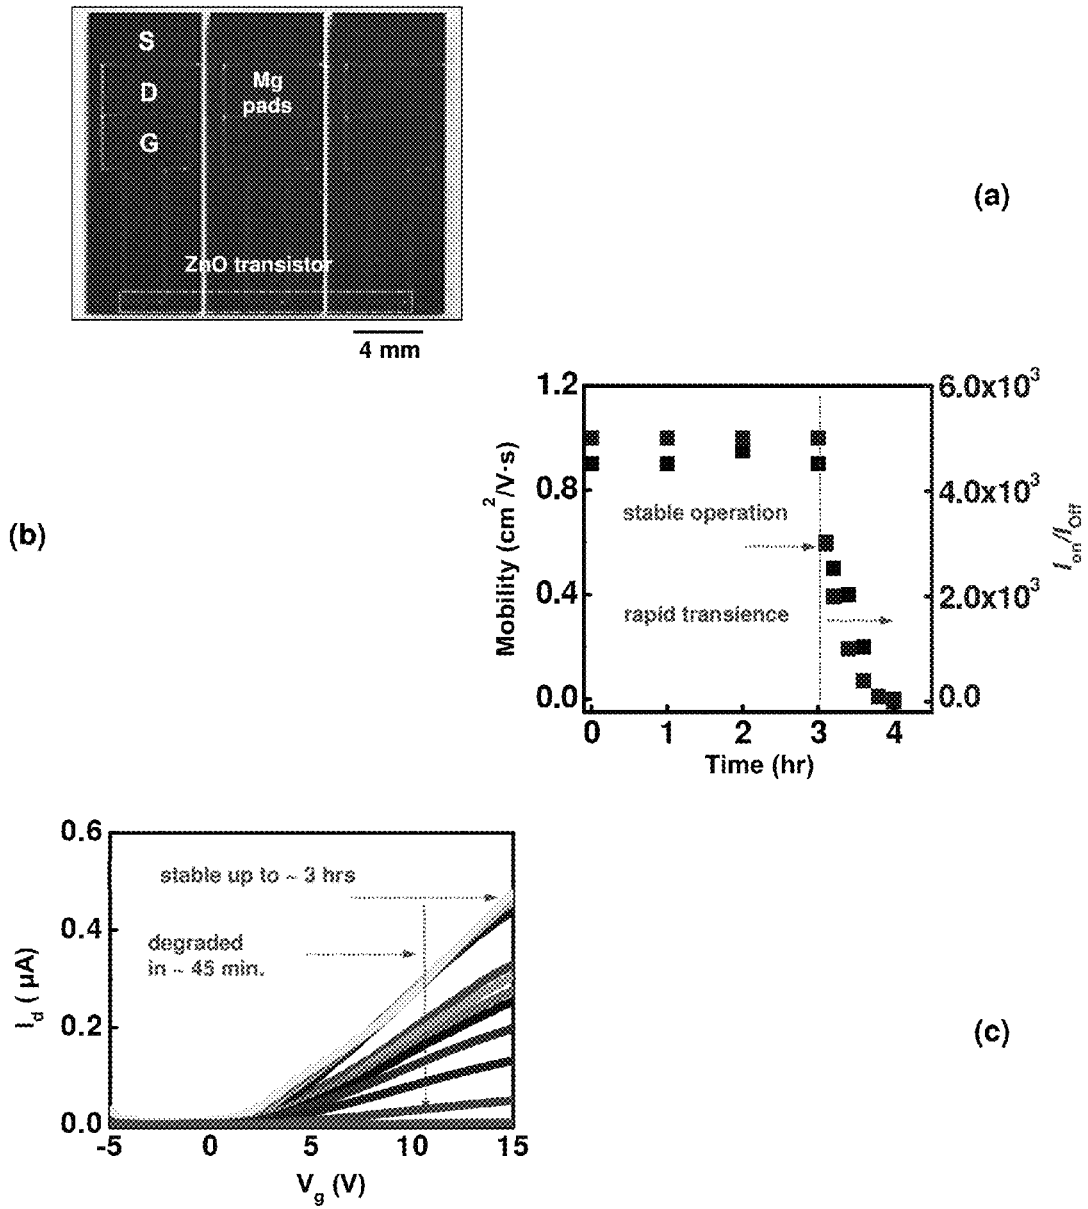 S
D
G
Mg
pads
ZnO transistor
4 mm
(a)
(b)
1.2
0.8
0.4
0.0
Mobility (cm²/V·s)
6.0x10³
4.0x10³
2.0x10³
0.0
I_on/I_Off
stable operation
rapid transience
0 1 2 3 4
Time (hr)
0.6
0.4
0.2
0.0
I_d ( μA)
stable up to ~ 3 hrs
degraded
in ~ 45 min.
-5 0 5 10 15
V_g (V)
(c)